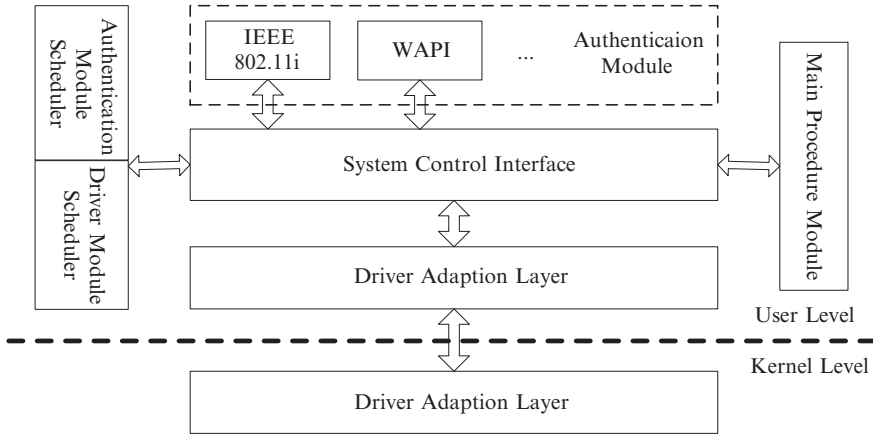 Authentication
Module
Scheduler
Driver Module
Scheduler
IEEE
802.11i
WAPI
...
Authenticaion
Module
System Control Interface
Main Procedure Module
Driver Adaption Layer
User Level
Kernel Level
Driver Adaption Layer